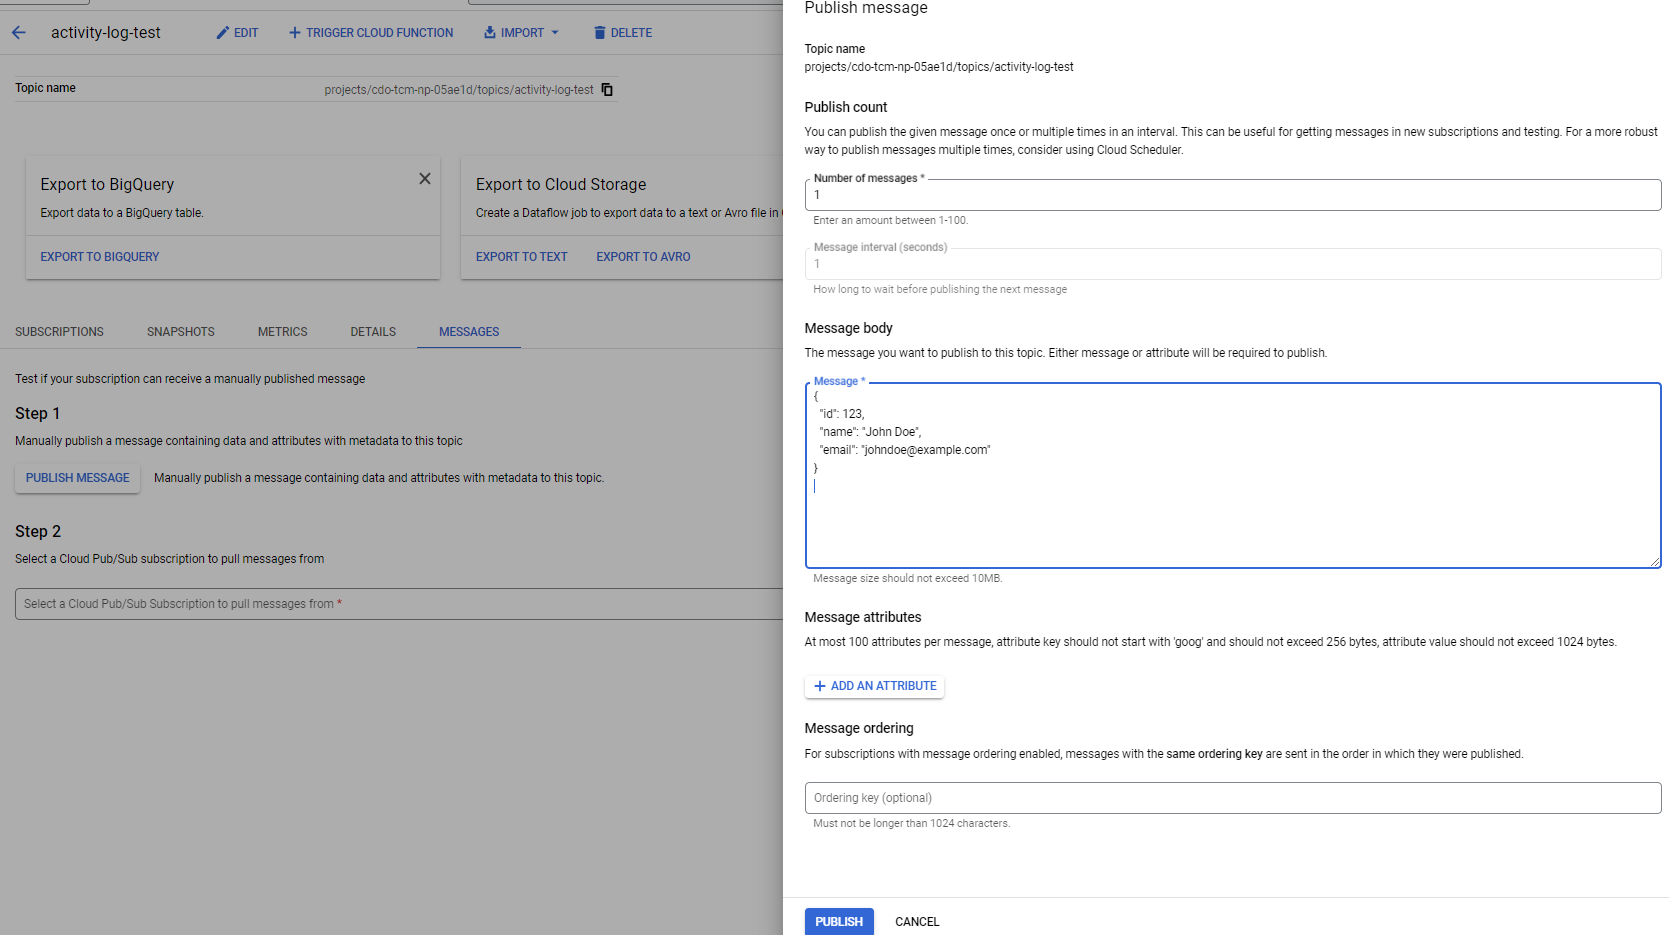 activity-log-test
EDIT
TRIGGER CLOUD FUNCTION
IMPORT
DELETE
Topic name
projects/cdo-tcm-np-05ae1d/topics/activity-log-test
Export to BigQuery
Export data to a BigQuery table.
EXPORT TO BIGQUERY
Export to Cloud Storage
Create a Dataflow job to export data to a text or Avro file in
EXPORT TO TEXT
EXPORT TO AVRO
SUBSCRIPTIONS
SNAPSHOTS
METRICS
DETAILS
MESSAGES
Test if your subscription can receive a manually published message
Step 1
Manually publish a message containing data and attributes with metadata to this topic
PUBLISH MESSAGE
Manually publish a message containing data and attributes with metadata to this topic.
Step 2
Select a Cloud Pub/Sub subscription to pull messages from
Select a Cloud Pub/Sub Subscription to pull messages from *
Publish message
Topic name
projects/cdo-tcm-np-05ae1d/topics/activity-log-test
Publish count
You can publish the given message once or multiple times in an interval. This can be useful for getting messages in new subscriptions and testing. For a more robust
way to publish messages multiple times, consider using Cloud Scheduler.
Number of messages *
1
Enter an amount between 1-100.
Message interval (seconds)
1
How long to wait before publishing the next message
Message body
The message you want to publish to this topic. Either message or attribute will be required to publish.
Message *
{
"id": 123,
"name": "John Doe",
"email": "johndoe@example.com"
}
Message size should not exceed 10MB.
Message attributes
At most 100 attributes per message, attribute key should not start with 'goog' and should not exceed 256 bytes, attribute value should not exceed 1024 bytes.
ADD AN ATTRIBUTE
Message ordering
For subscriptions with message ordering enabled, messages with the same ordering key are sent in the order in which they were published.
Ordering key (optional)
Must not be longer than 1024 characters.
PUBLISH
CANCEL